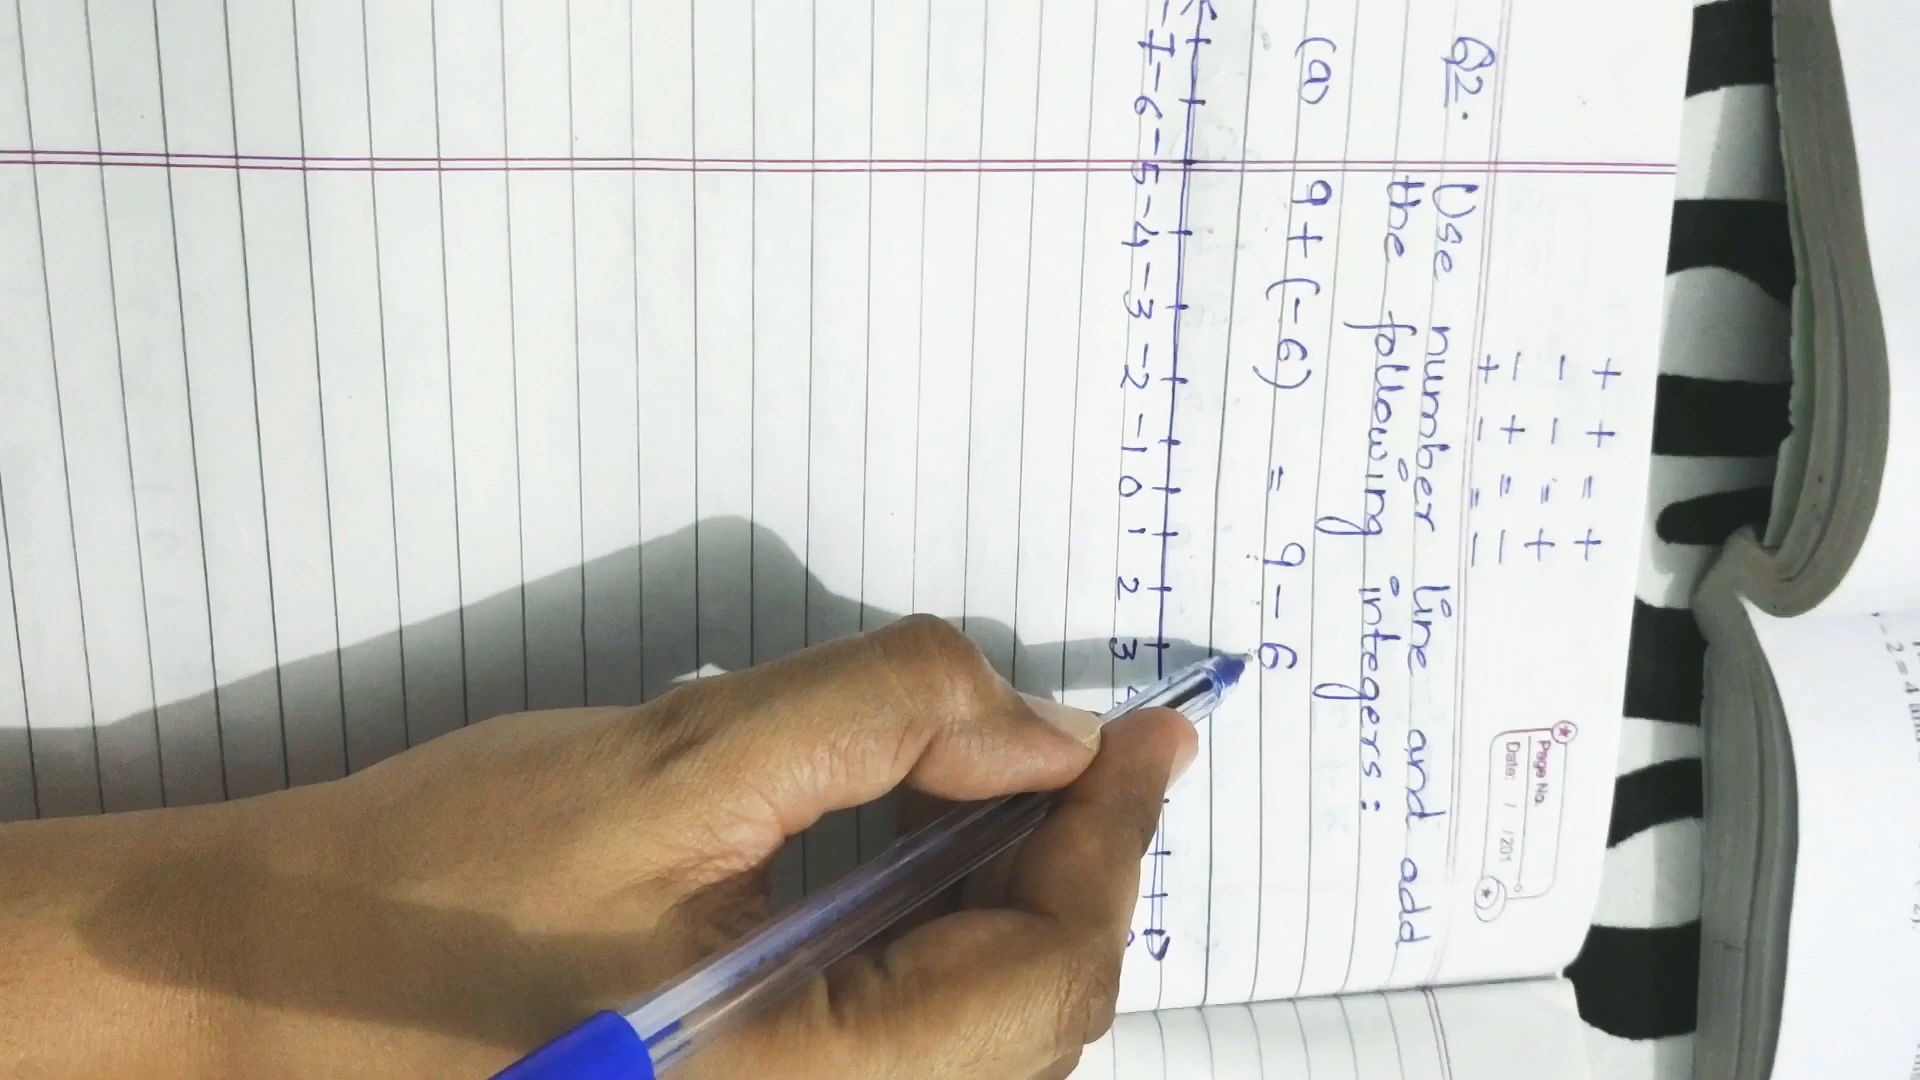 + + = +
- - = +
- + = -
+ - = -
Page No.
Date: / /201
Q2. Use number line and add
the following integers:
(a) 9 + (-6) = 9 - 6
-7 -6 -5 -4 -3 -2 -1 0 1 2 3